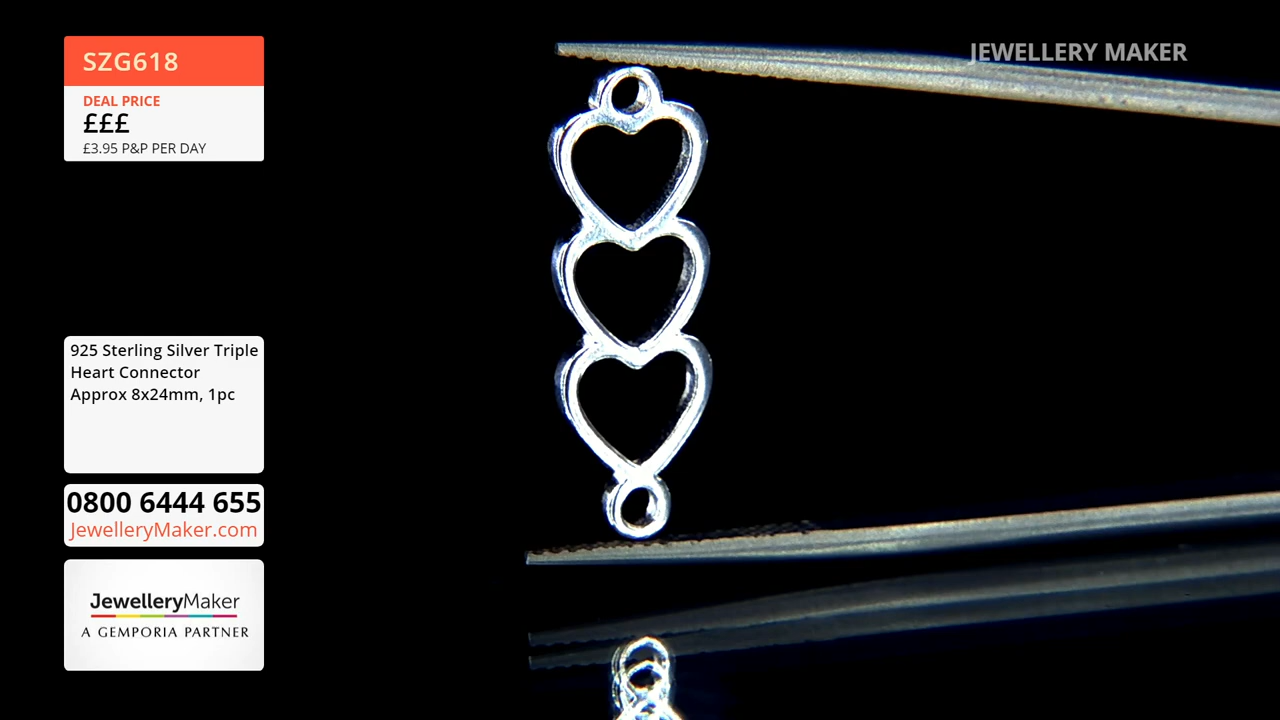 SZG618
DEAL PRICE
£££
£3.95 P&P PER DAY
JEWELLERY MAKER
925 Sterling Silver Triple
Heart Connector
Approx 8x24mm, 1pc
0800 6444 655
JewelleryMaker.com
JewelleryMaker
A GEMPORIA PARTNER